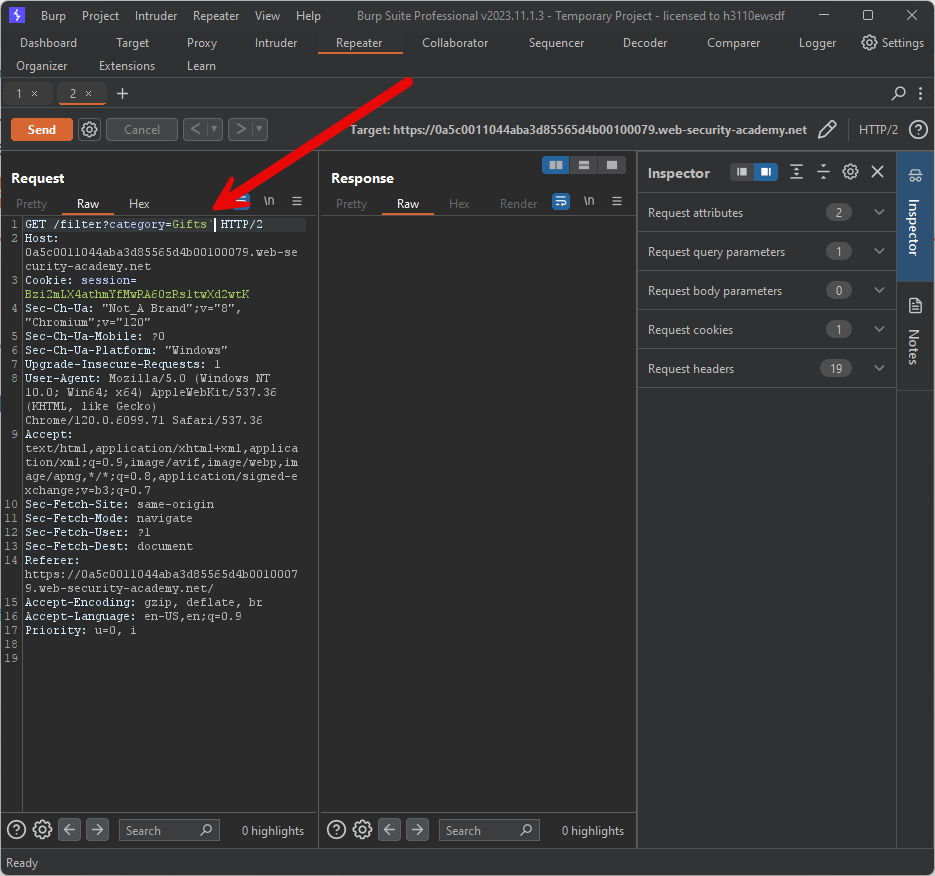 Burp Project Intruder Repeater View Help Burp Suite Professional v2023.11.1.3 - Temporary Project - licensed to h3110ewsdf
Dashboard Target Proxy Intruder Repeater Collaborator Sequencer Decoder Comparer Logger Settings
Organizer Extensions Learn
1 × 2 × +
Send Cancel < > Target: https://0a5c0011044aba3d85565d4b00100079.web-security-academy.net HTTP/2 ?
Request
Pretty Raw Hex \n
1 GET /filter?category=Gifts' HTTP/2
2 Host:
0a5c0011044aba3d85565d4b00100079.web-se
curity-academy.net
3 Cookie: session=
Bzi2mLX4athmYfMwRA6OzRsltwXd2wtK
4 Sec-Ch-Ua: "Not_A Brand";v="8",
"Chromium";v="120"
5 Sec-Ch-Ua-Mobile: ?0
6 Sec-Ch-Ua-Platform: "Windows"
7 Upgrade-Insecure-Requests: 1
8 User-Agent: Mozilla/5.0 (Windows NT
10.0; Win64; x64) AppleWebKit/537.36
(KHTML, like Gecko)
Chrome/120.0.6099.71 Safari/537.36
9 Accept:
text/html,application/xhtml+xml,applica
tion/xml;q=0.9,image/avif,image/webp,im
age/apng,*/*;q=0.8,application/signed-e
xchange;v=b3;q=0.7
10 Sec-Fetch-Site: same-origin
11 Sec-Fetch-Mode: navigate
12 Sec-Fetch-User: ?1
13 Sec-Fetch-Dest: document
14 Referer:
https://0a5c0011044aba3d85565d4b0010007
9.web-security-academy.net/
15 Accept-Encoding: gzip, deflate, br
16 Accept-Language: en-US,en;q=0.9
17 Priority: u=0, i
18
19
? Search 0 highlights
Response
Pretty Raw Hex Render \n
? Search 0 highlights
Inspector
Request attributes 2
Request query parameters 1
Request body parameters 0
Request cookies 1
Request headers 19
Inspector
Notes
Ready